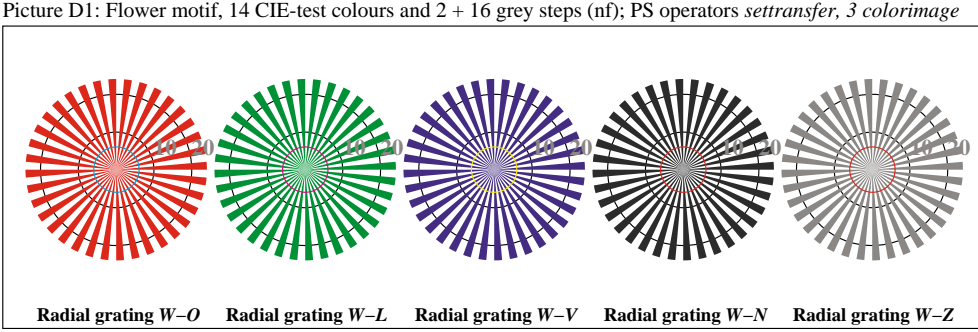 Picture D1: Flower motif, 14 CIE-test colours and 2 + 16 grey steps (nf); PS operators settransfer, 3 colorimage
10 20 10 20 10 20 10 20 10 20
Radial grating W–O Radial grating W–L Radial grating W–V Radial grating W–N Radial grating W–Z